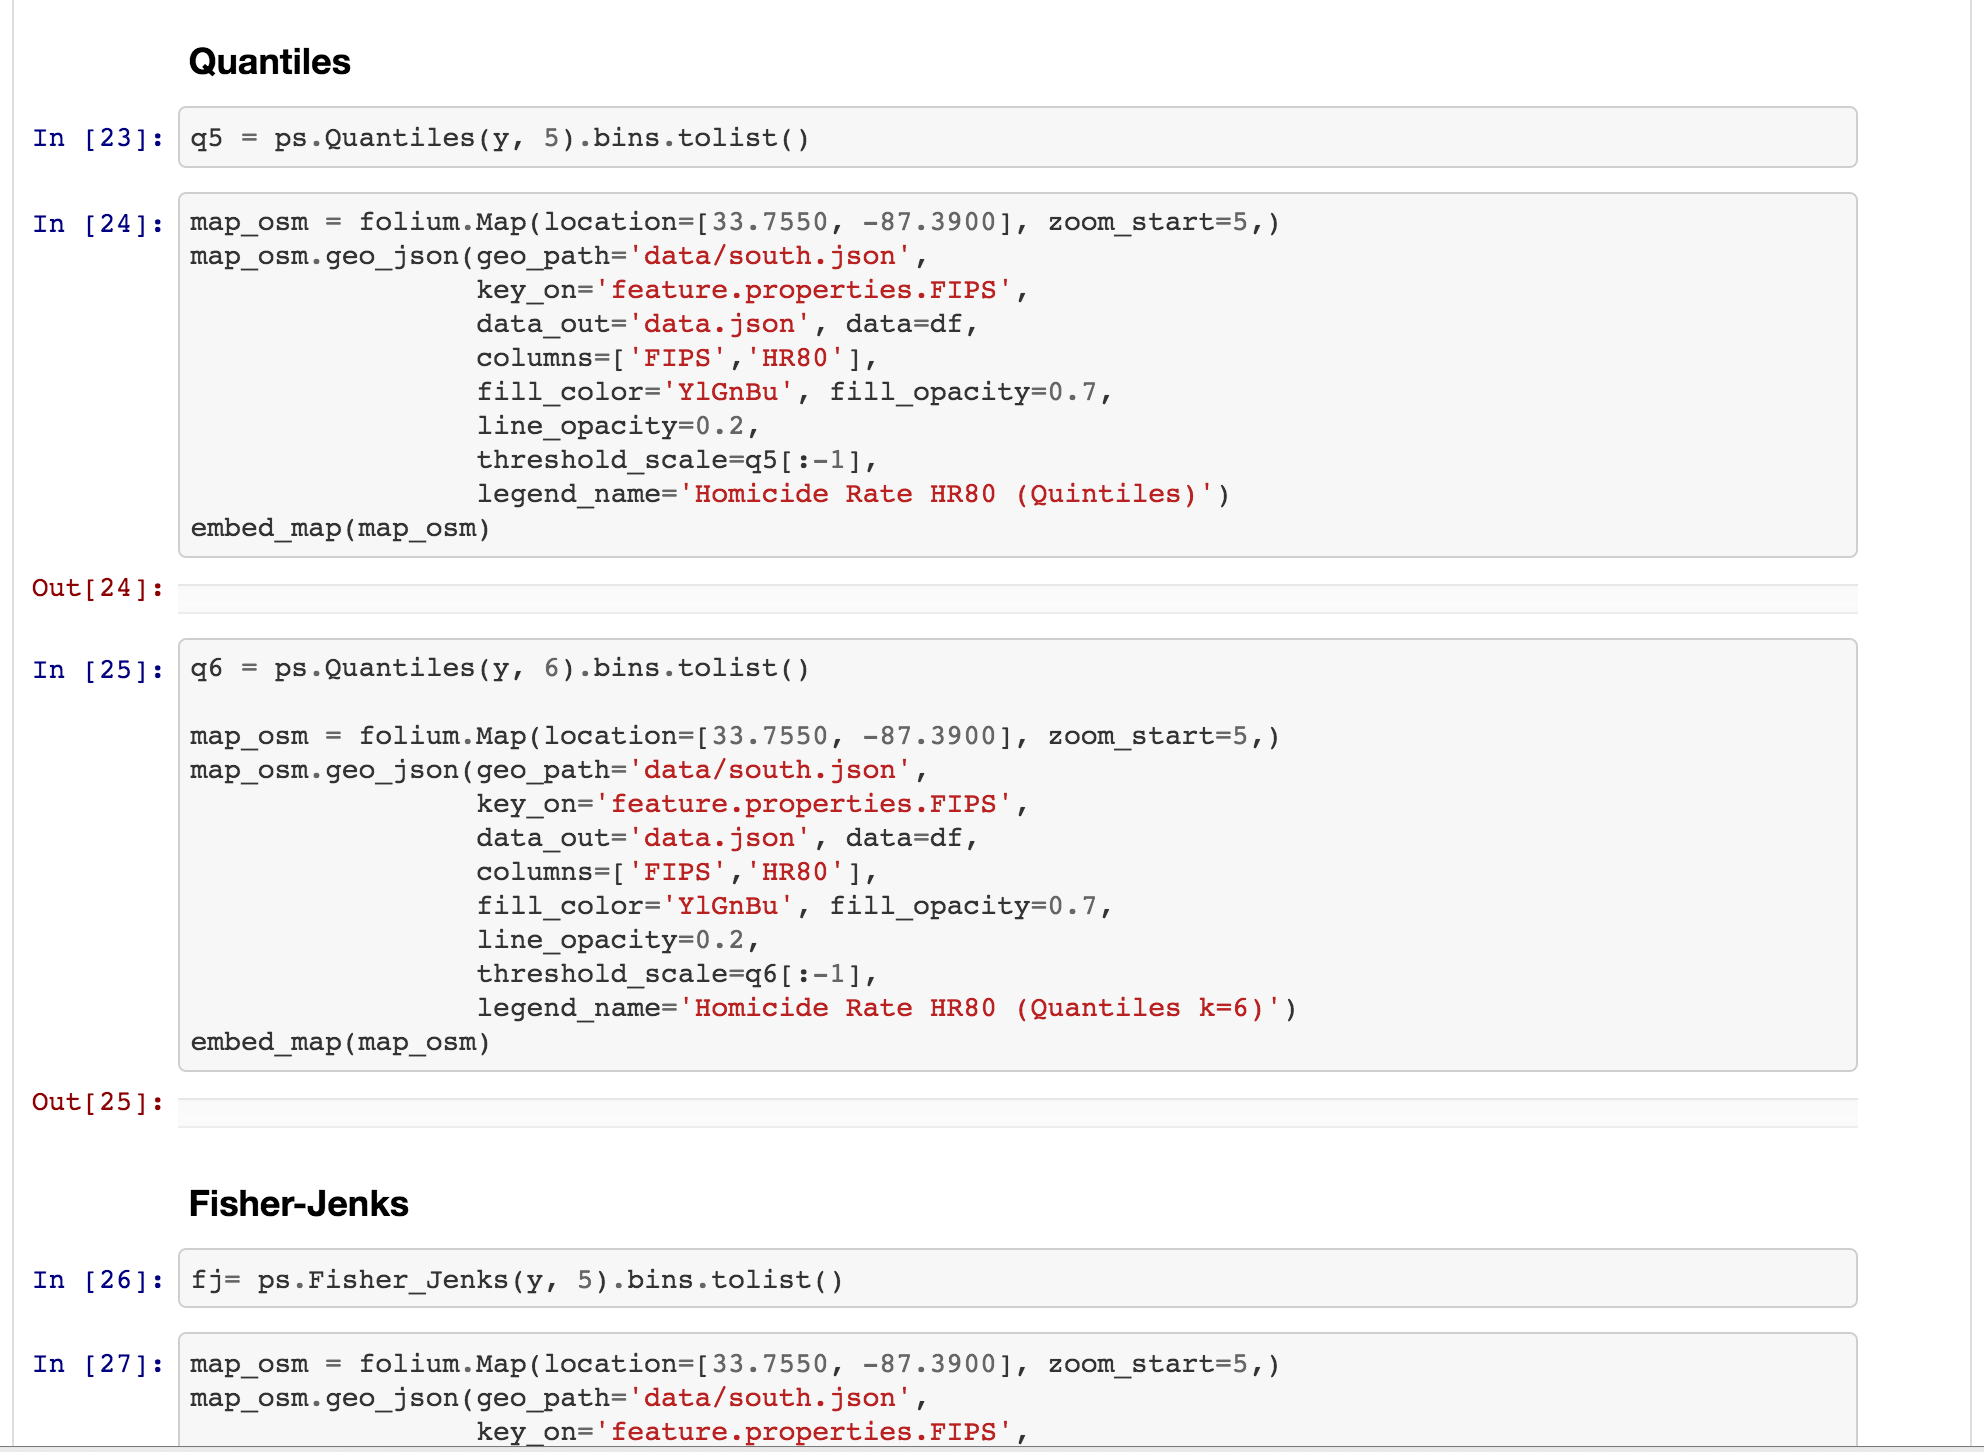 Quantiles
In [23]: q5 = ps.Quantiles(y, 5).bins.tolist()
In [24]: map_osm = folium.Map(location=[33.7550, -87.3900], zoom_start=5,)
map_osm.geo_json(geo_path='data/south.json',
key_on='feature.properties.FIPS',
data_out='data.json', data=df,
columns=['FIPS','HR80'],
fill_color='YlGnBu', fill_opacity=0.7,
line_opacity=0.2,
threshold_scale=q5[:-1],
legend_name='Homicide Rate HR80 (Quintiles)')
embed_map(map_osm)
Out[24]:
In [25]: q6 = ps.Quantiles(y, 6).bins.tolist()
map_osm = folium.Map(location=[33.7550, -87.3900], zoom_start=5,)
map_osm.geo_json(geo_path='data/south.json',
key_on='feature.properties.FIPS',
data_out='data.json', data=df,
columns=['FIPS','HR80'],
fill_color='YlGnBu', fill_opacity=0.7,
line_opacity=0.2,
threshold_scale=q6[:-1],
legend_name='Homicide Rate HR80 (Quantiles k=6)')
embed_map(map_osm)
Out[25]:
Fisher-Jenks
In [26]: fj= ps.Fisher_Jenks(y, 5).bins.tolist()
In [27]: map_osm = folium.Map(location=[33.7550, -87.3900], zoom_start=5,)
map_osm.geo_json(geo_path='data/south.json',
key_on='feature.properties.FIPS',